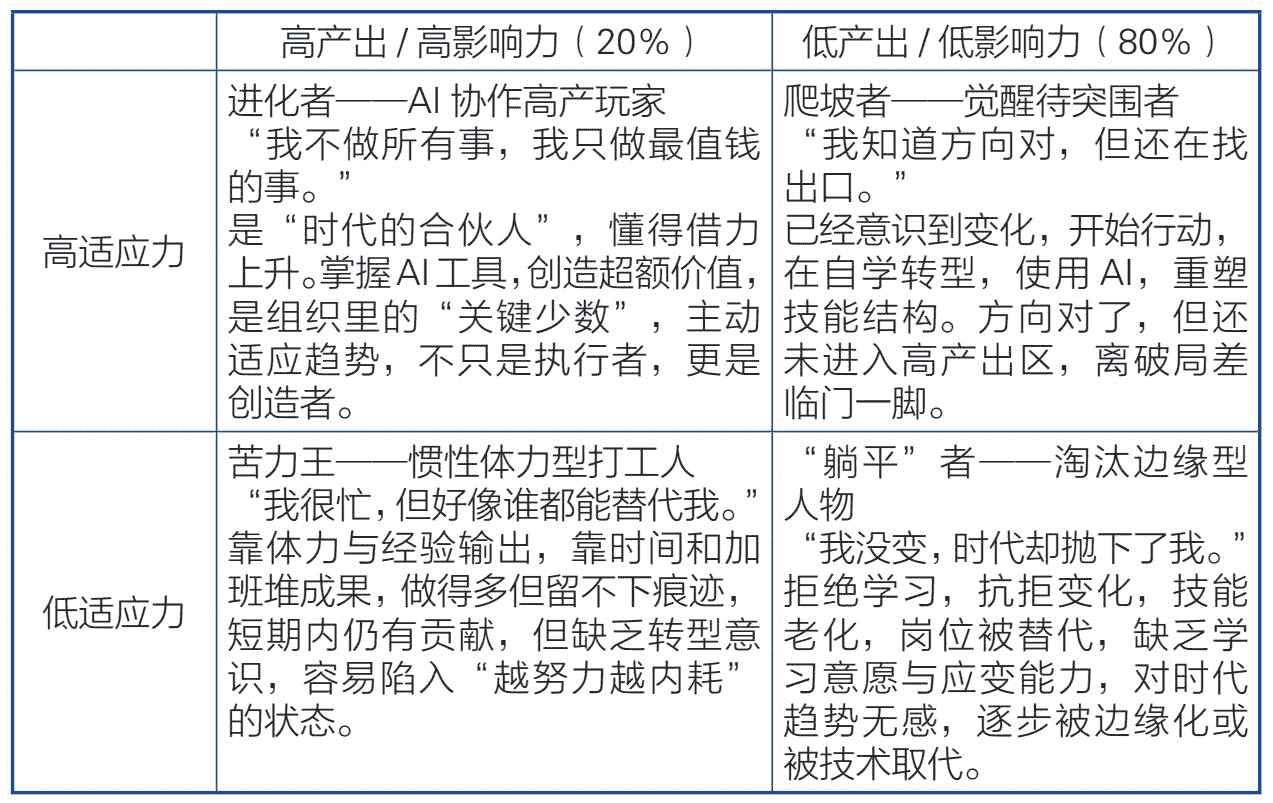 高产出 / 高影响力（20%）
低产出 / 低影响力（80%）
高适应力
进化者——AI 协作高产玩家
“我不做所有事，我只做最值钱
的事。”
是“时代的合伙人”，懂得借力
上升。掌握AI工具，创造超额价值，
是组织里的“关键少数”，主动
适应趋势，不只是执行者，更是
创造者。
爬坡者——觉醒待突围者
“我知道方向对，但还在找
出口。”
已经意识到变化，开始行动，
在自学转型，使用 AI，重塑
技能结构。方向对了，但还
未进入高产出区，离破局差
临门一脚。
低适应力
苦力王——惯性体力型打工人
“我很忙，但好像谁都能替代我。”
靠体力与经验输出，靠时间和加
班堆成果，做得多但留不下痕迹，
短期内仍有贡献，但缺乏转型意
识，容易陷入“越努力越内耗”
的状态。
“躺平”者——淘汰边缘型
人物
“我没变，时代却抛下了我。”
拒绝学习，抗拒变化，技能
老化，岗位被替代，缺乏学
习意愿与应变能力，对时代
趋势无感，逐步被边缘化或
被技术取代。